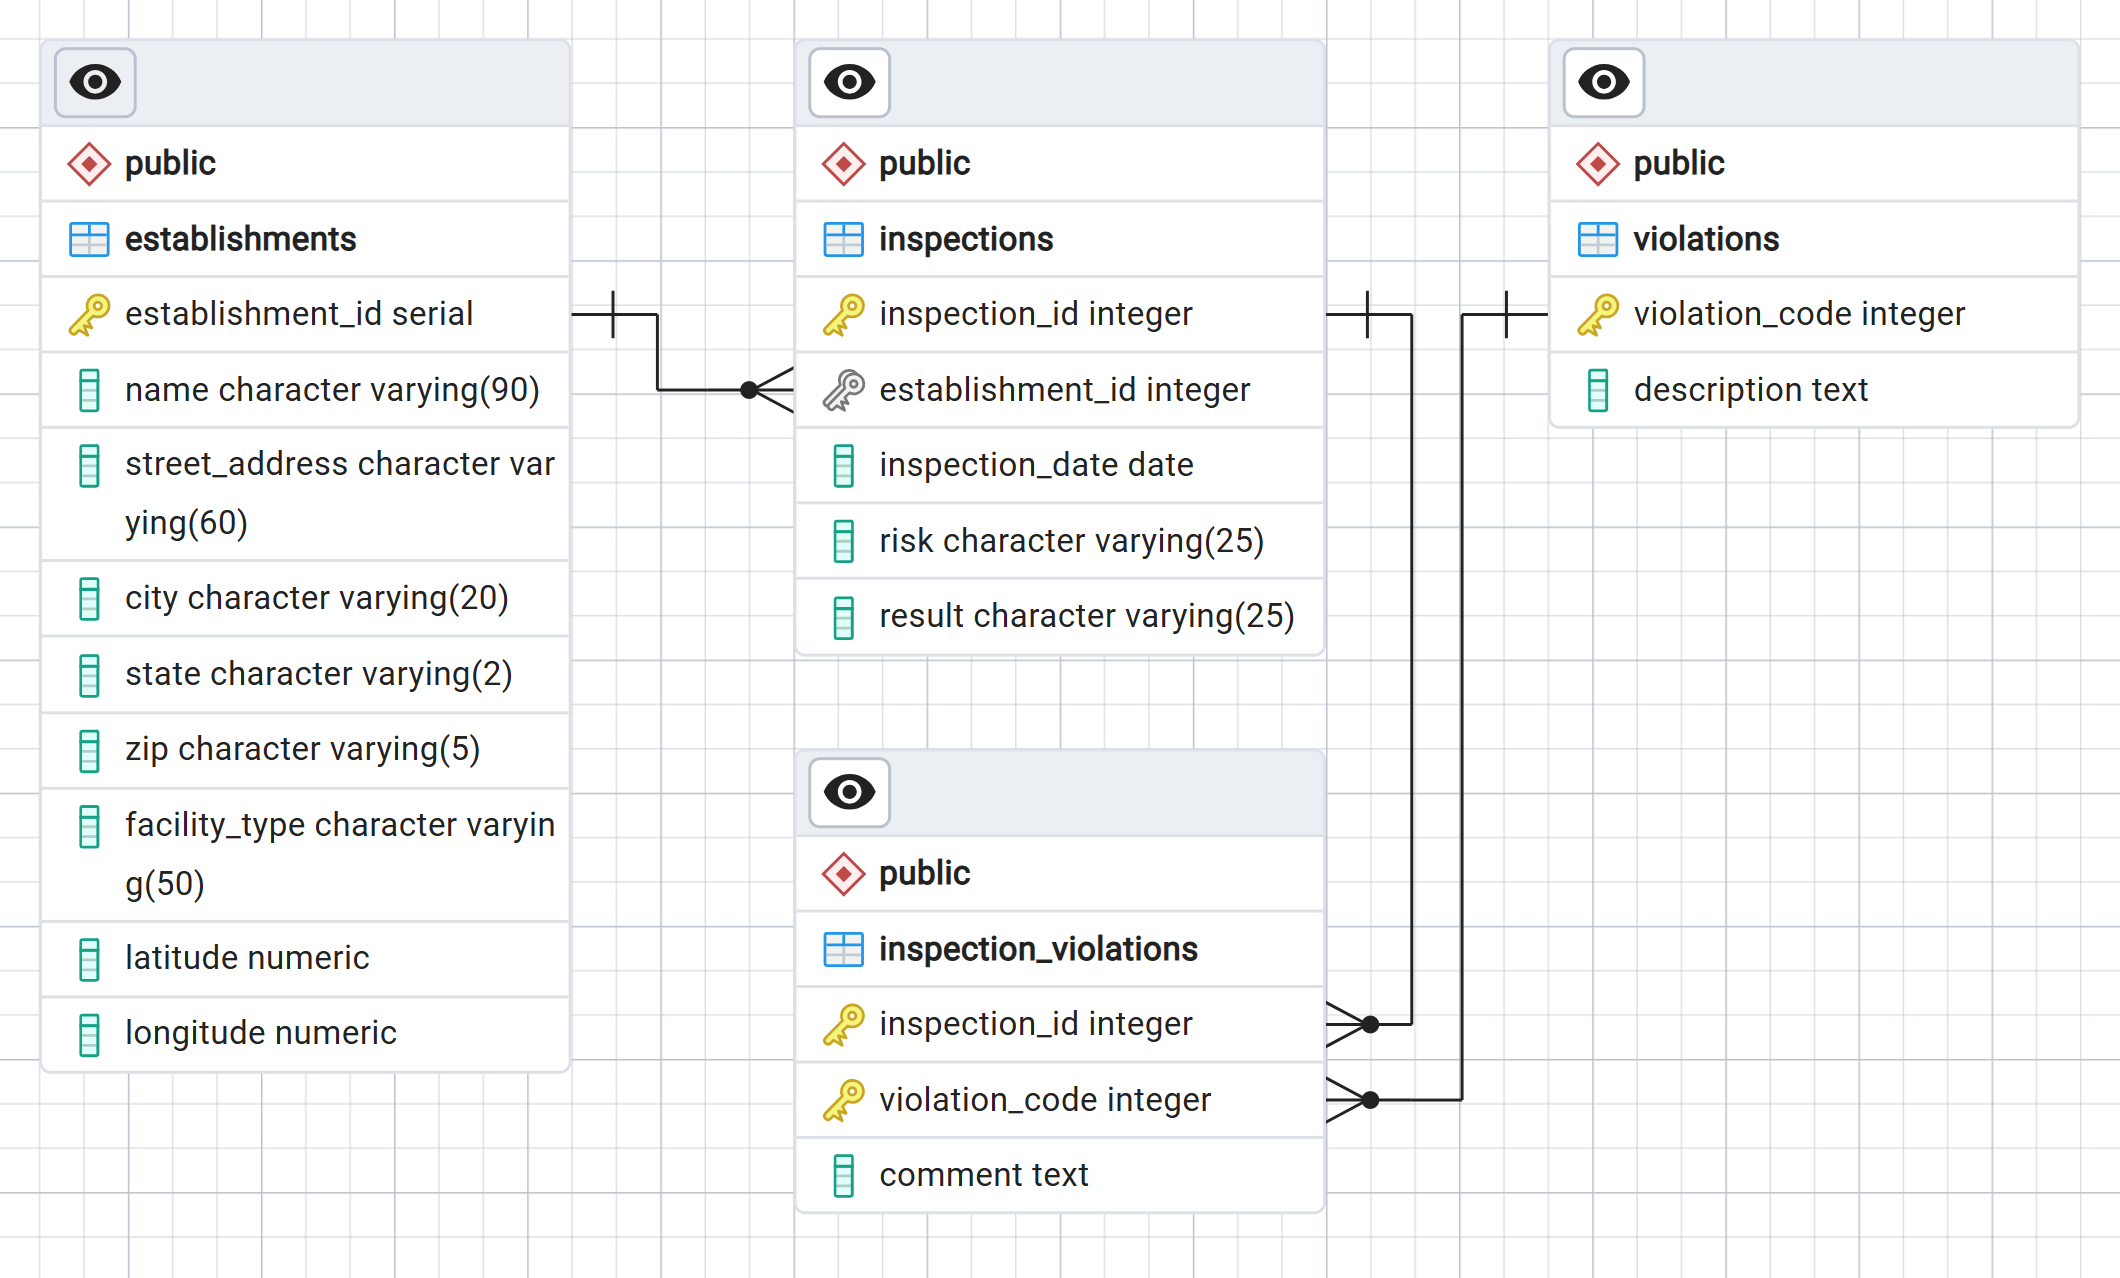 public
establishments
establishment_id serial
name character varying(90)
street_address character var
ying(60)
city character varying(20)
state character varying(2)
zip character varying(5)
facility_type character varyin
g(50)
latitude numeric
longitude numeric
public
inspections
inspection_id integer
establishment_id integer
inspection_date date
risk character varying(25)
result character varying(25)
public
inspection_violations
inspection_id integer
violation_code integer
comment text
public
violations
violation_code integer
description text